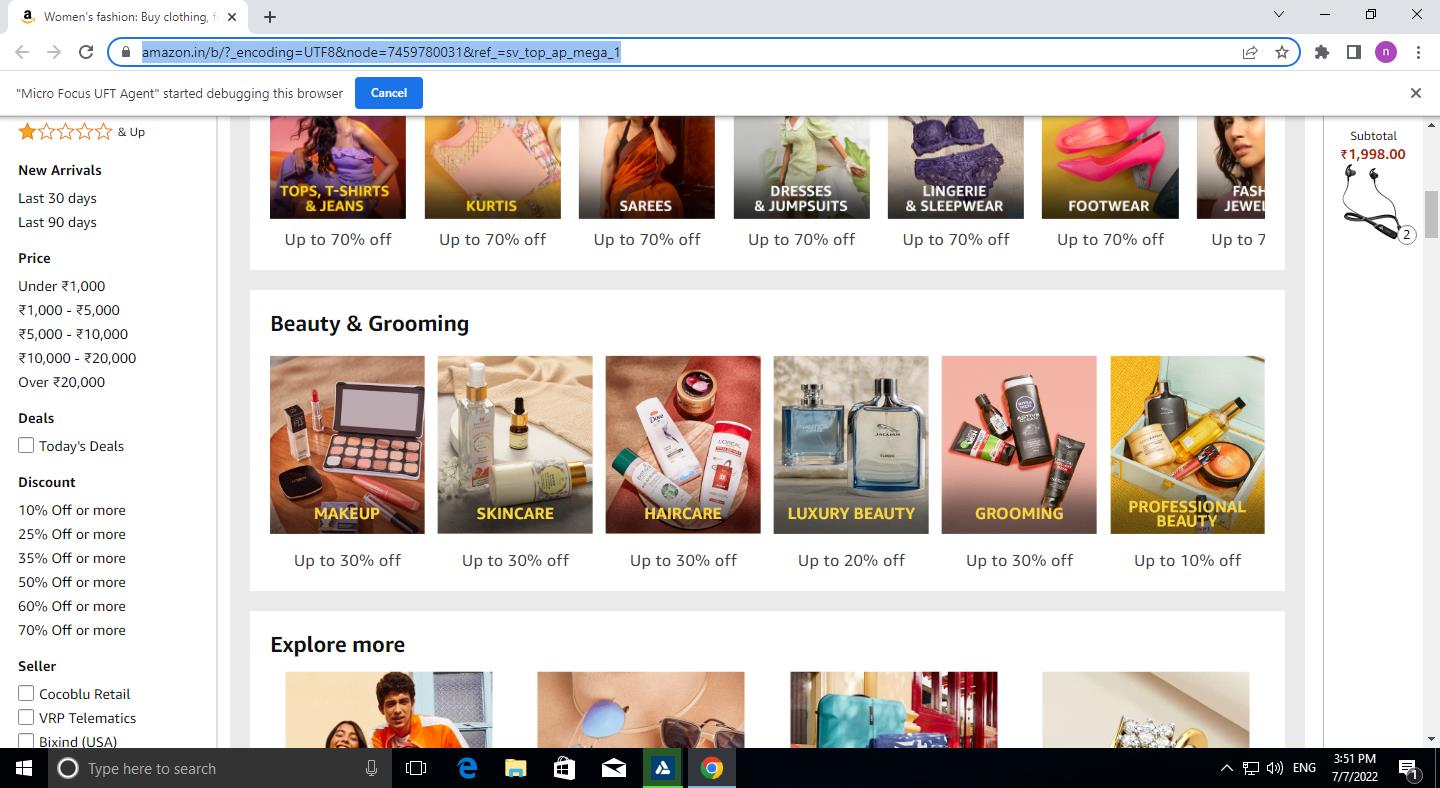 Women's fashion: Buy clothing, f
amazon.in/b/?_encoding=UTF8&node=7459780031&ref_=sv_top_ap_mega_1
n
"Micro Focus UFT Agent" started debugging this browser
Cancel
& Up
New Arrivals
Last 30 days
Last 90 days
Price
Under ₹1,000
₹1,000 - ₹5,000
₹5,000 - ₹10,000
₹10,000 - ₹20,000
Over ₹20,000
Deals
Today's Deals
Discount
10% Off or more
25% Off or more
35% Off or more
50% Off or more
60% Off or more
70% Off or more
Seller
Cocoblu Retail
VRP Telematics
Bixind (USA)
TOPS, T-SHIRTS
& JEANS
KURTIS
SAREES
DRESSES
& JUMPSUITS
LINGERIE
& SLEEPWEAR
FOOTWEAR
FASH
JEWEL
Up to 70% off
Up to 70% off
Up to 70% off
Up to 70% off
Up to 70% off
Up to 70% off
Up to 7
Beauty & Grooming
MAKEUP
SKINCARE
Dove
L'OREAL
HAIRCARE
JAGUAR
LUXURY BEAUTY
NIVEA
MEN
GROOMING
PROFESSIONAL
BEAUTY
Up to 30% off
Up to 30% off
Up to 30% off
Up to 20% off
Up to 30% off
Up to 10% off
Explore more
Subtotal
₹1,998.00
2
Type here to search
ENG
3:51 PM
7/7/2022
1